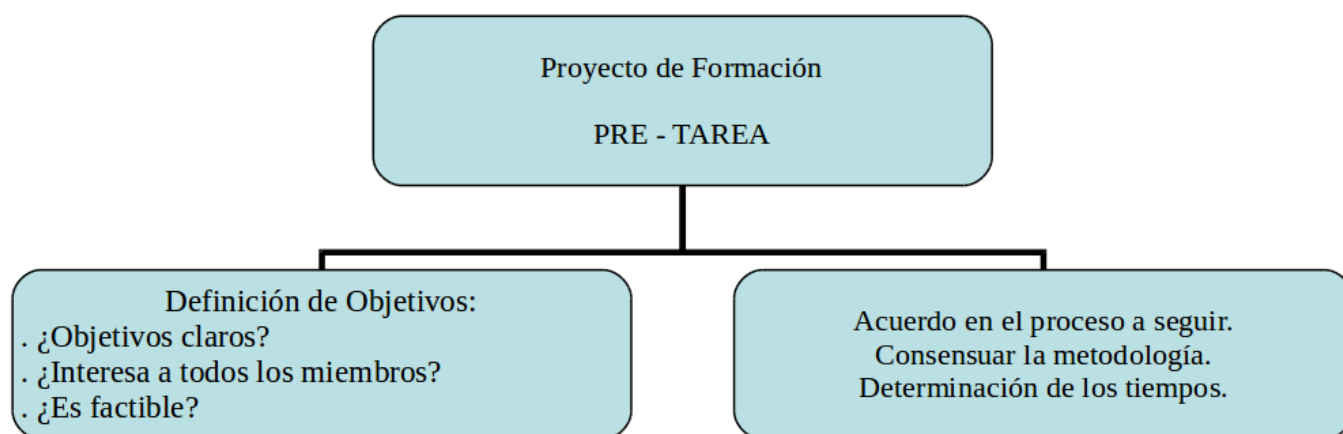 Proyecto de Formación
PRE - TAREA
Definición de Objetivos:
. ¿Objetivos claros?
. ¿Interesa a todos los miembros?
. ¿Es factible?
Acuerdo en el proceso a seguir.
Consensuar la metodología.
Determinación de los tiempos.